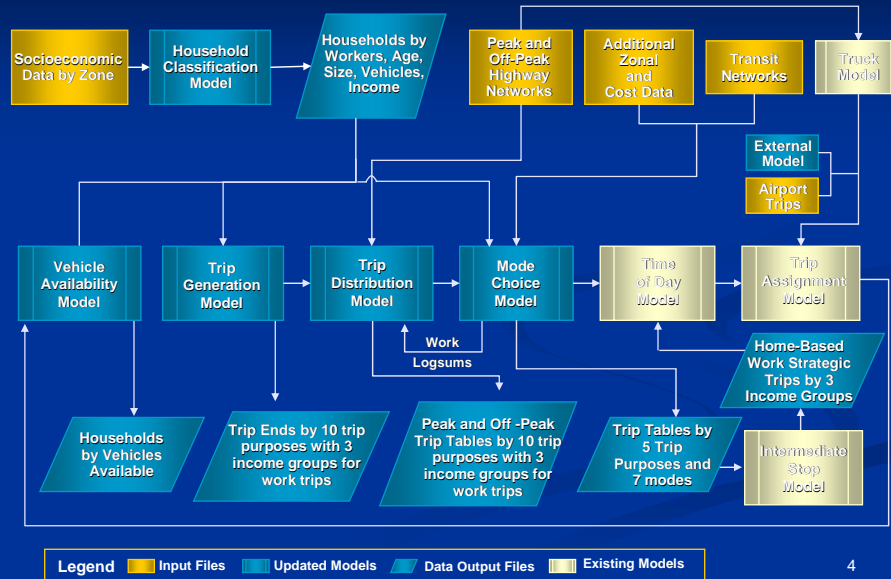 Socioeconomic
Data by Zone
Household
Classification
Model
Households by
Workers, Age,
Size, Vehicles,
Income
Peak and
Off-Peak
Highway
Networks
Additional
Zonal
and
Cost Data
Transit
Networks
Truck
Model
External
Model
Airport
Trips
Vehicle
Availability
Model
Trip
Generation
Model
Trip
Distribution
Model
Mode
Choice
Model
Time
of Day
Model
Trip
Assignment
Model
Work
Logsums
Home-Based
Work Strategic
Trips by 3
Income Groups
Households
by Vehicles
Available
Trip Ends by 10 trip
purposes with 3
income groups for
work trips
Peak and Off -Peak
Trip Tables by 10 trip
purposes with 3
income groups for
work trips
Trip Tables by
5 Trip
Purposes and
7 modes
Intermediate
Stop
Model
Legend Input Files Updated Models Data Output Files Existing Models
4